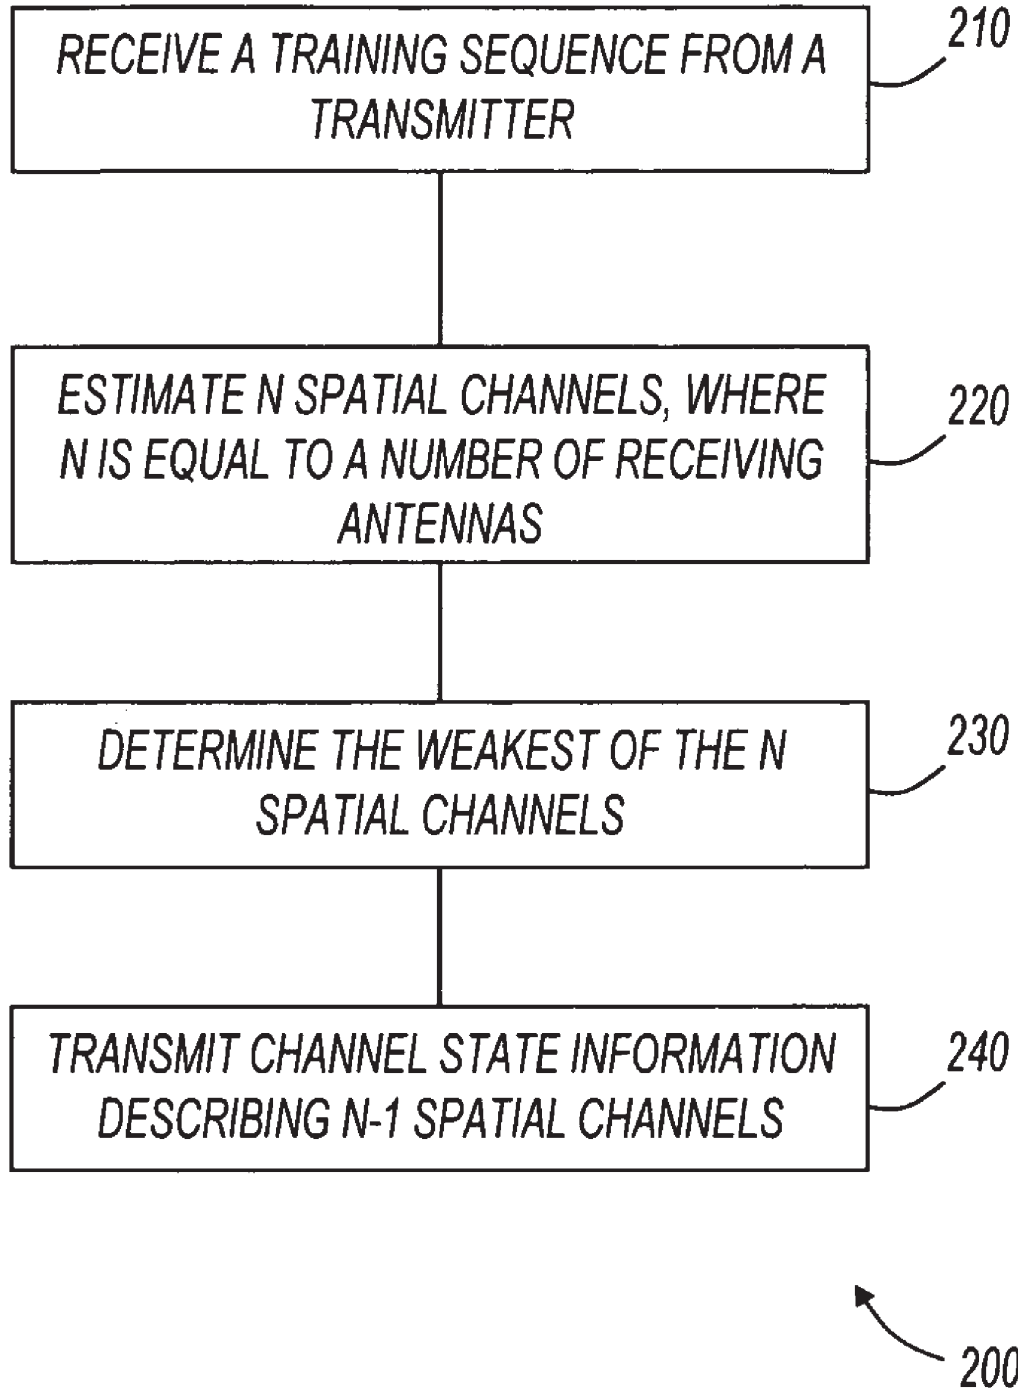 RECEIVE A TRAINING SEQUENCE FROM A
TRANSMITTER
210
ESTIMATE N SPATIAL CHANNELS, WHERE
N IS EQUAL TO A NUMBER OF RECEIVING
ANTENNAS
220
DETERMINE THE WEAKEST OF THE N
SPATIAL CHANNELS
230
TRANSMIT CHANNEL STATE INFORMATION
DESCRIBING N-1 SPATIAL CHANNELS
240
200